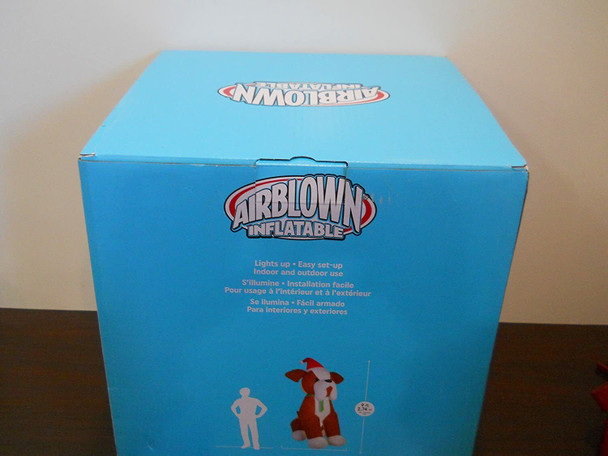 AIRBLOWN
INFLATABLE
AIRBLOWN
INFLATABLE
Lights up • Easy set-up
Indoor and outdoor use
S'illumine • Installation facile
Pour usage à l'intérieur et à l'extérieur
Se ilumina • Fácil armado
Para interiores y exteriores